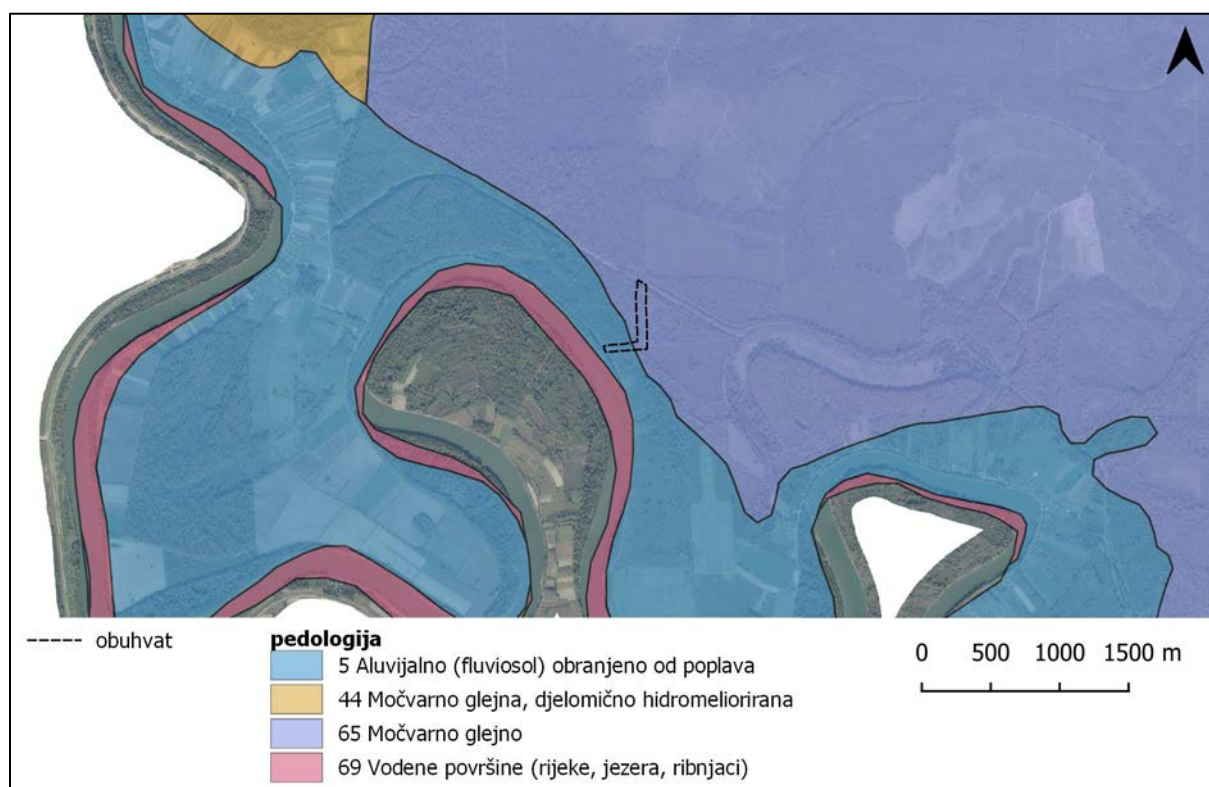 obuhvat
pedologija
5 Aluvijalno (fluviosol) obranjeno od poplava
44 Močvarno glejna, djelomično hidromeliorirana
65 Močvarno glejno
69 Vodene površine (rijeke, jezera, ribnjaci)
0 500 1000 1500 m